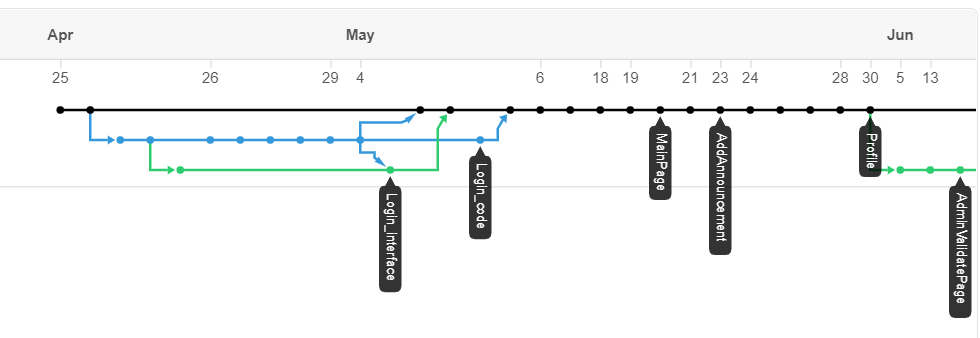 Apr May Jun
25 26 29 4 6 18 19 21 23 24 28 30 5 13
Login_interface
Login_code
MainPage
AddAnnouncement
Profile
AdminValidatePage